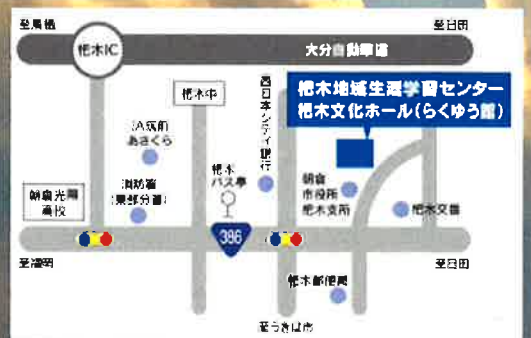 至鳥栖
至日田
杷木IC
大分自動車道
杷木中
西日本シティ銀行
杷木地域生涯学習センター
杷木文化ホール(らくゆう館)
JA筑前
あさくら
杷木
バス亭
朝倉
市役所
杷木支所
朝倉光陽
高校
消防署
(東部分署)
杷木交番
386
至福岡
至日田
杷木郵便局
至うきは市